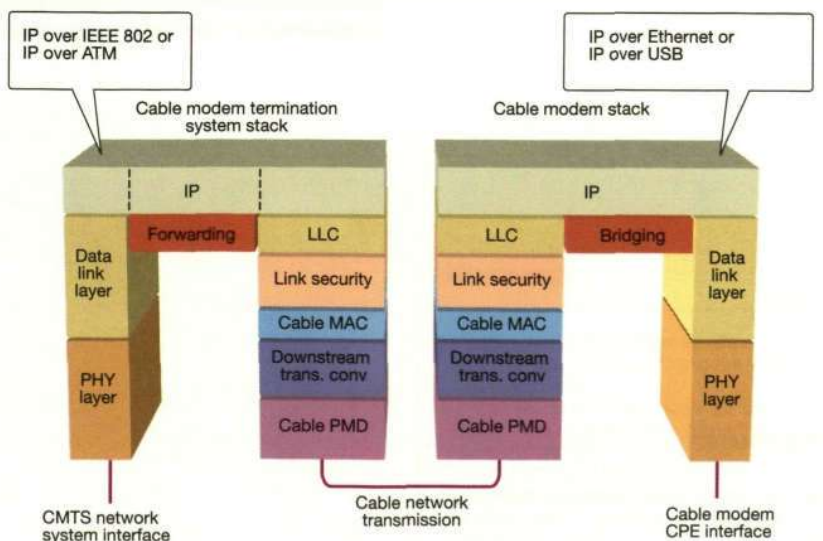 IP over IEEE 802 or
IP over ATM
IP over Ethernet or
IP over USB
Cable modem termination
system stack
Cable modem stack
IP
IP
Forwarding
LLC
LLC
Bridging
Data
link
layer
Link security
Link security
Data
link
layer
Cable MAC
Cable MAC
PHY
layer
Downstream
trans. conv
Downstream
trans. conv
PHY
layer
Cable PMD
Cable PMD
CMTS network
system interface
Cable network
transmission
Cable modem
CPE interface